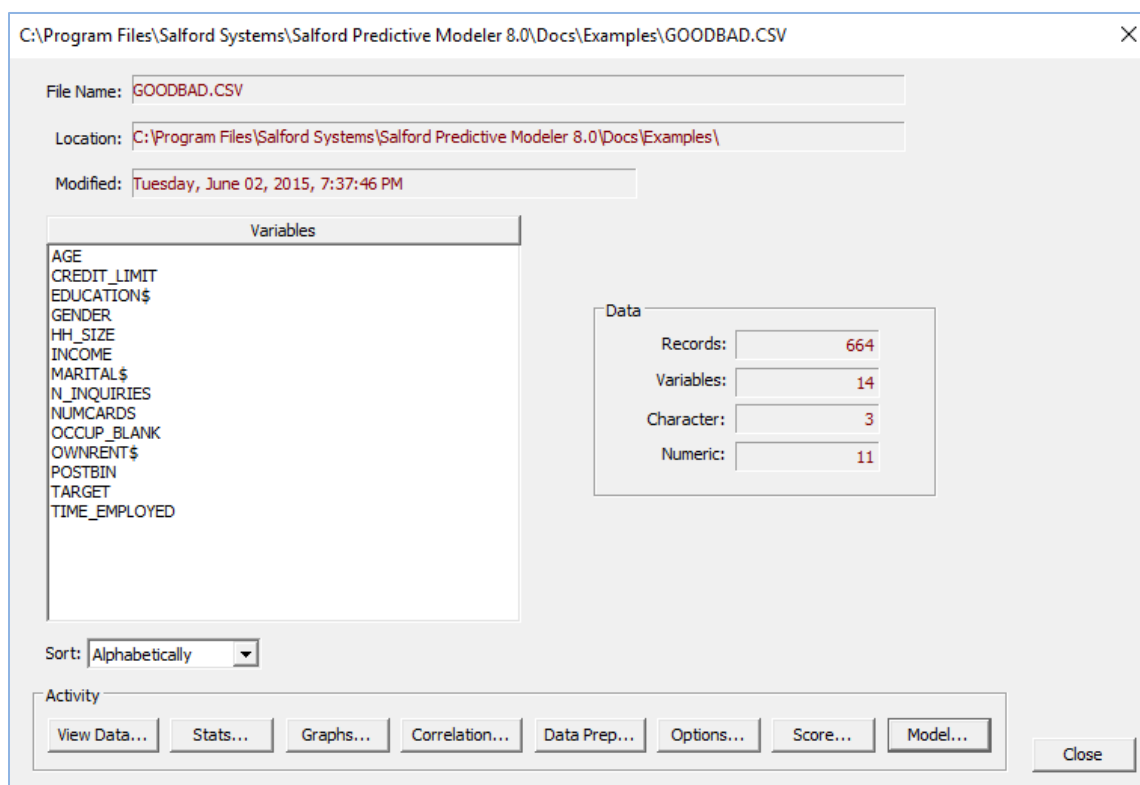 C:\Program Files\Salford Systems\Salford Predictive Modeler 8.0\Docs\Examples\GOODBAD.CSV
File Name: GOODBAD.CSV
Location: C:\Program Files\Salford Systems\Salford Predictive Modeler 8.0\Docs\Examples\
Modified: Tuesday, June 02, 2015, 7:37:46 PM
Variables
AGE
CREDIT_LIMIT
EDUCATION$
GENDER
HH_SIZE
INCOME
MARITAL$
N_INQUIRIES
NUMCARDS
OCCUP_BLANK
OWNRENT$
POSTBIN
TARGET
TIME_EMPLOYED
Data
Records: 664
Variables: 14
Character: 3
Numeric: 11
Sort: Alphabetically
Activity
View Data... Stats... Graphs... Correlation... Data Prep... Options... Score... Model...
Close